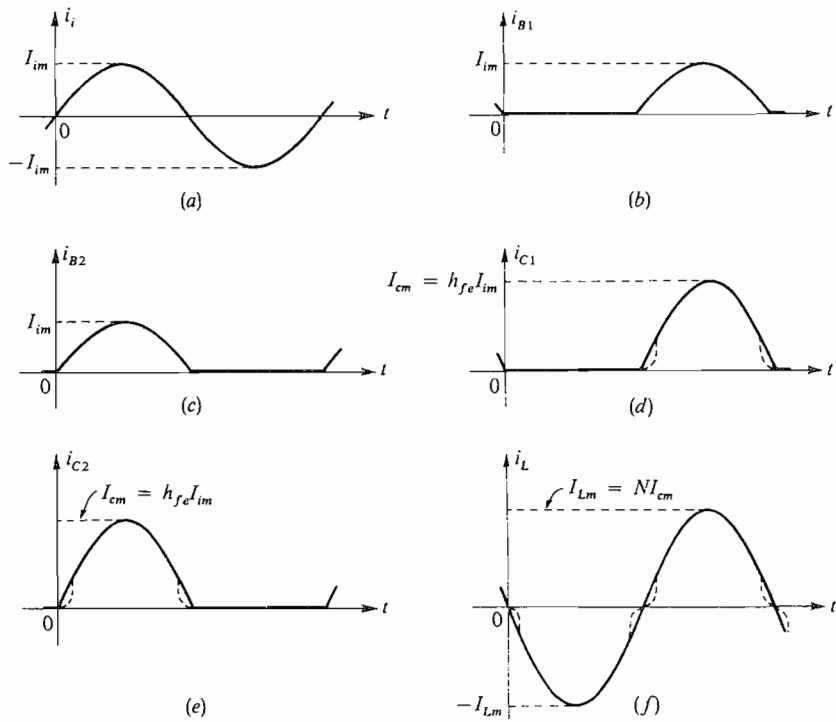 i_i
I_im
0
t
−I_im
(a)
i_B1
I_im
0
t
(b)
i_B2
I_im
0
t
(c)
i_C1
I_cm = h_fe I_im
0
t
(d)
i_C2
I_cm = h_fe I_im
0
t
(e)
i_L
I_Lm = NI_cm
0
t
−I_Lm
(f)